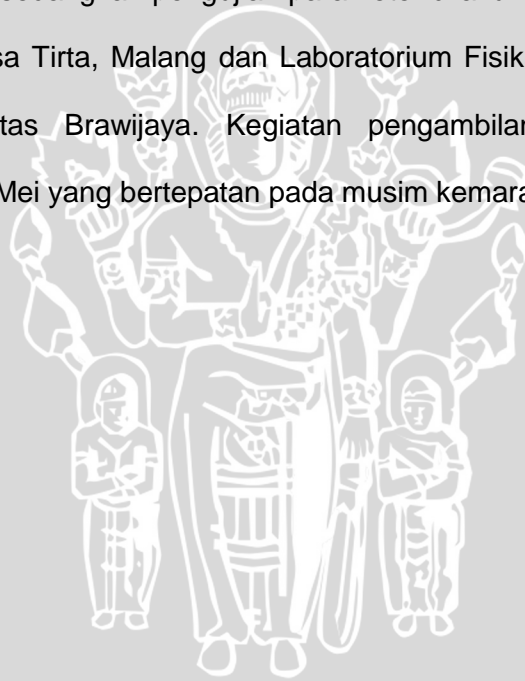 sa Tirta, Malang dan Laboratorium Fisik
tas Brawijaya. Kegiatan pengambilan
Mei yang bertepatan pada musim kemara